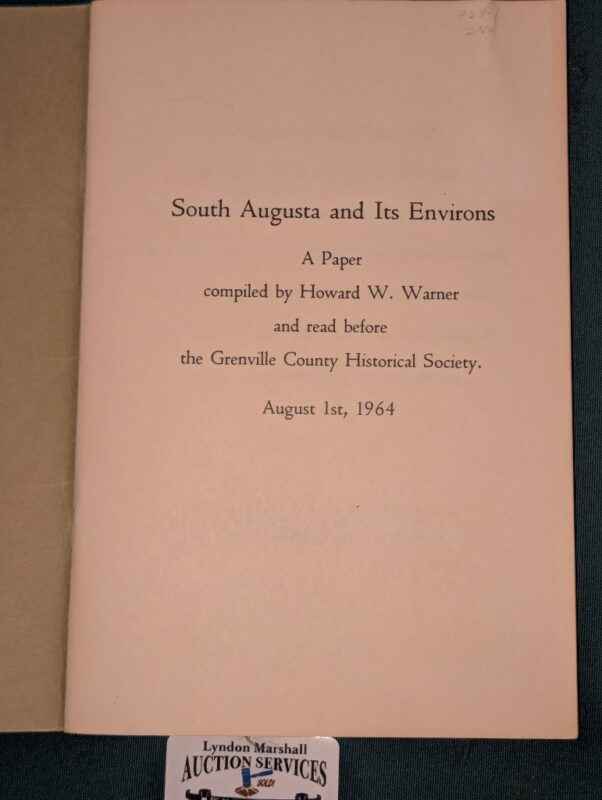 South Augusta and Its Environs
A Paper
compiled by Howard W. Warner
and read before
the Grenville County Historical Society.
August 1st, 1964
Lyndon Marshall
AUCTION SERVICES
SOLD!